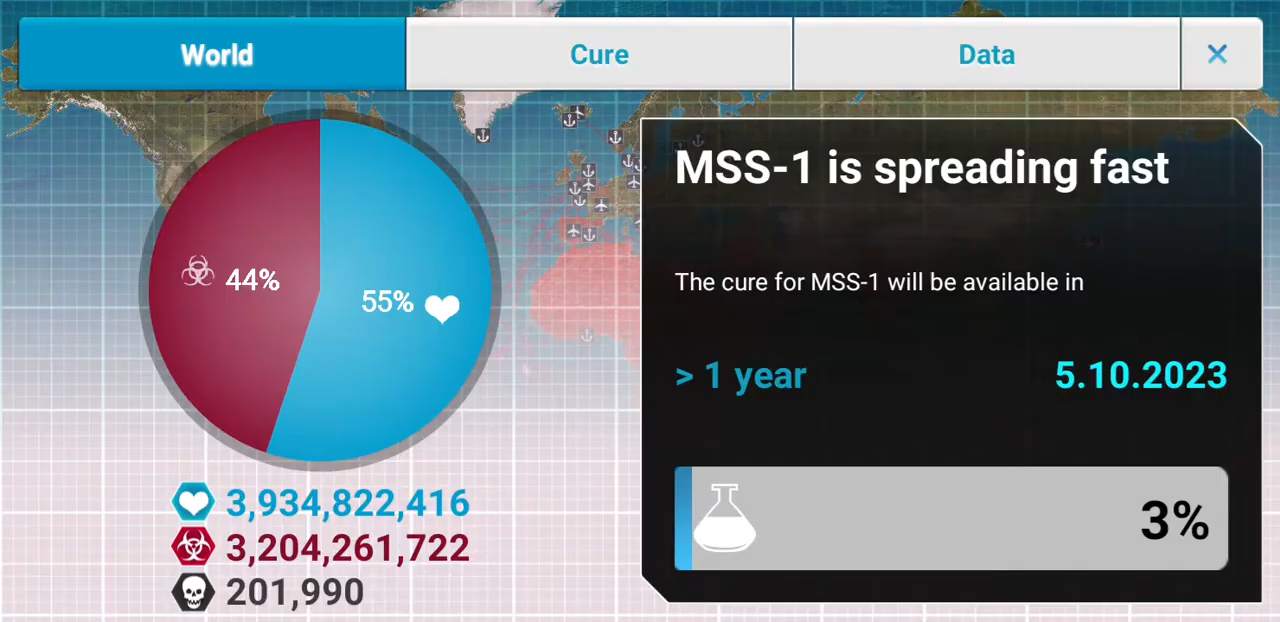 World
Cure
Data
44%
55%
3,934,822,416
3,204,261,722
201,990
MSS-1 is spreading fast
The cure for MSS-1 will be available in
> 1 year
5.10.2023
3%